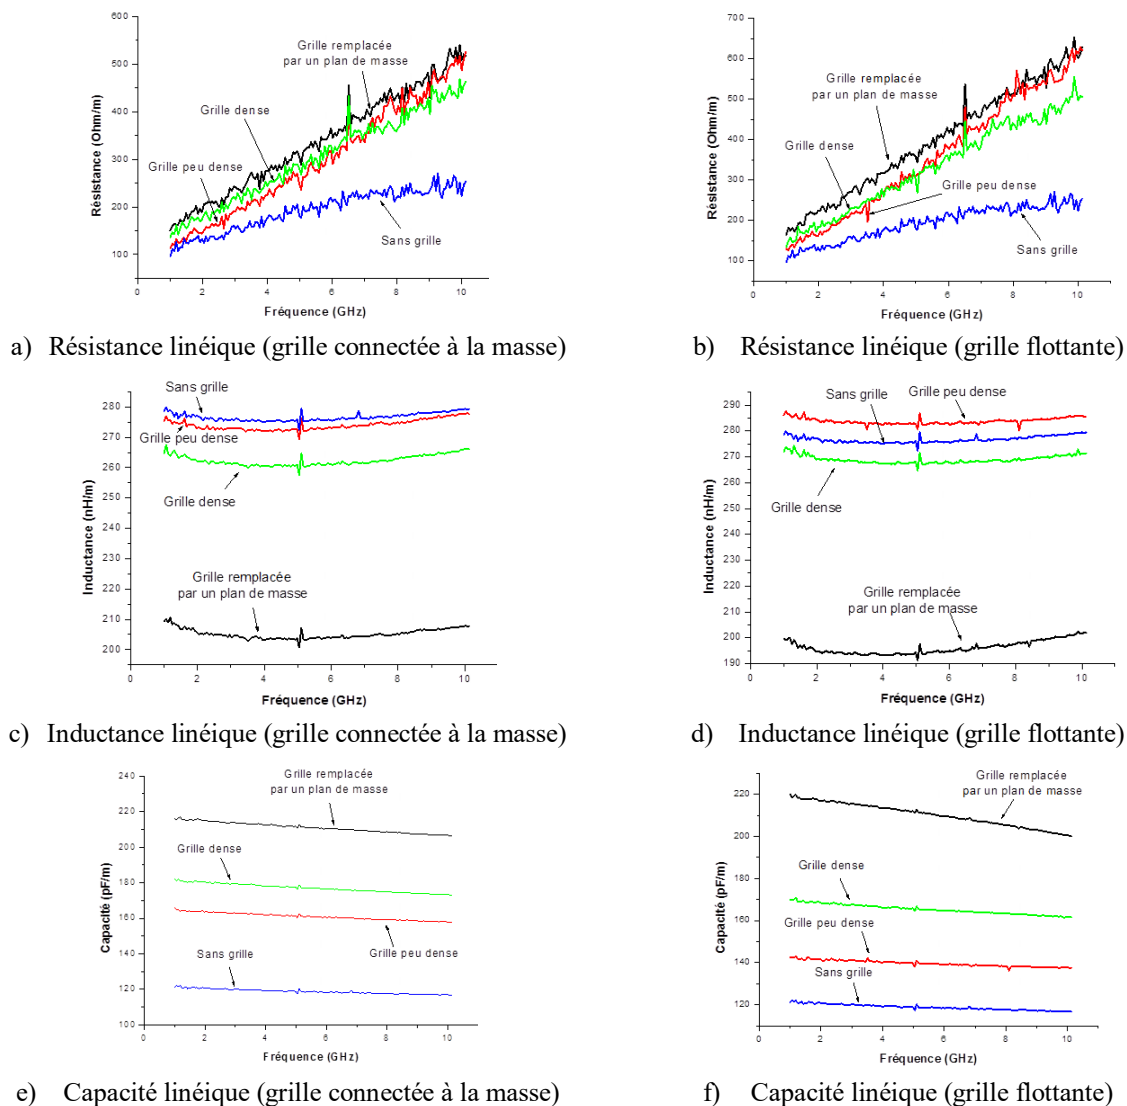 600
500
400
300
200
100
Résistance (Ohm/m)
Grille remplacée
par un plan de masse
Grille dense
Grille peu dense
Sans grille
0 2 4 6 8 10
Fréquence (GHz)
700
600
500
400
300
200
100
Résistance (Ohm/m)
Grille remplacée
par un plan de masse
Grille dense
Grille peu dense
Sans grille
0 2 4 6 8 10
Fréquence (GHz)
a) Résistance linéique (grille connectée à la masse)
b) Résistance linéique (grille flottante)
280
270
260
250
240
230
220
210
200
Inductance (nH/m)
Sans grille
Grille peu dense
Grille dense
Grille remplacée
par un plan de masse
0 2 4 6 8 10
Fréquence (GHz)
290
280
270
260
250
240
230
220
210
200
190
Inductance (nH/m)
Sans grille
Grille peu dense
Grille dense
Grille remplacée
par un plan de masse
0 2 4 6 8 10
Fréquence (GHz)
c) Inductance linéique (grille connectée à la masse)
d) Inductance linéique (grille flottante)
240
220
200
180
160
140
120
100
Capacité (pF/m)
Grille remplacée
par un plan de masse
Grille dense
Grille peu dense
Sans grille
0 2 4 6 8 10
Fréquence (GHz)
220
200
180
160
140
120
Capacité (pF/m)
Grille remplacée
par un plan de masse
Grille dense
Grille peu dense
Sans grille
0 2 4 6 8 10
Fréquence (GHz)
e) Capacité linéique (grille connectée à la masse)
f) Capacité linéique (grille flottante)